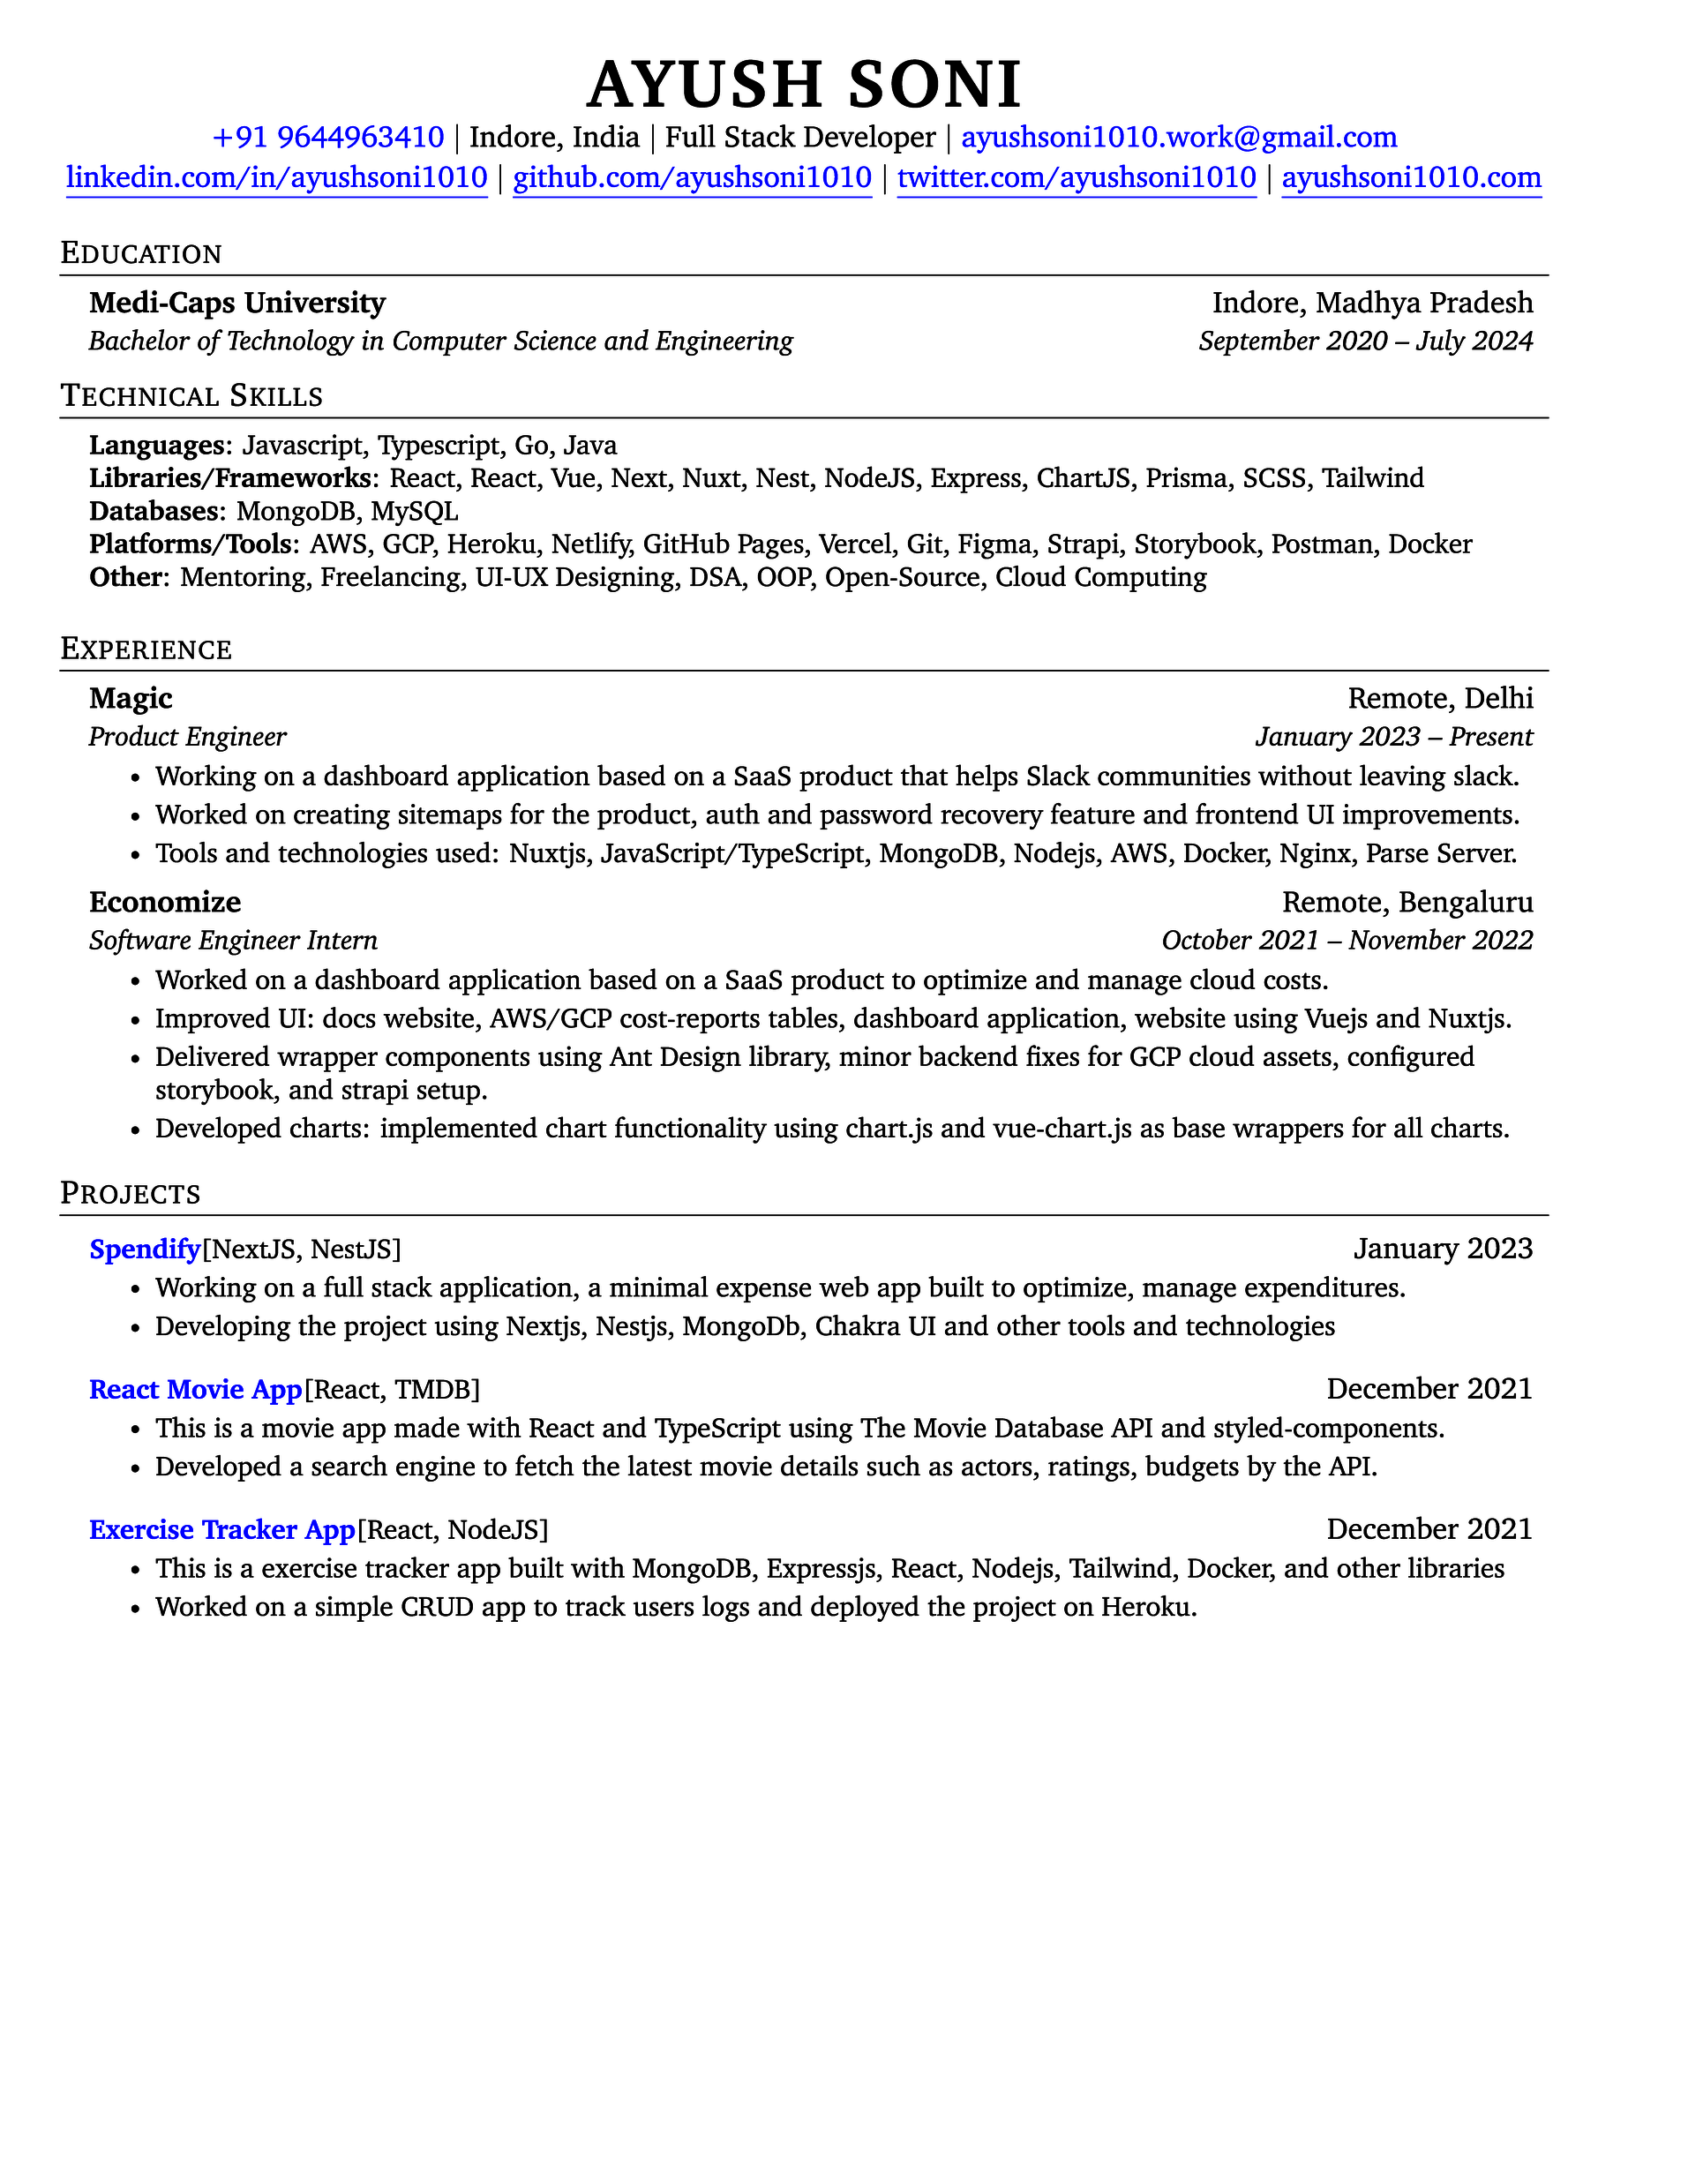 AYUSH SONI
+91 9644963410 | Indore, India | Full Stack Developer | ayushsoni1010.work@gmail.com
linkedin.com/in/ayushsoni1010 | github.com/ayushsoni1010 | twitter.com/ayushsoni1010 | ayushsoni1010.com
EDUCATION
Medi-Caps University Indore, Madhya Pradesh
Bachelor of Technology in Computer Science and Engineering September 2020 – July 2024
TECHNICAL SKILLS
Languages: Javascript, Typescript, Go, Java
Libraries/Frameworks: React, React, Vue, Next, Nuxt, Nest, NodeJS, Express, ChartJS, Prisma, SCSS, Tailwind
Databases: MongoDB, MySQL
Platforms/Tools: AWS, GCP, Heroku, Netlify, GitHub Pages, Vercel, Git, Figma, Strapi, Storybook, Postman, Docker
Other: Mentoring, Freelancing, UI-UX Designing, DSA, OOP, Open-Source, Cloud Computing
EXPERIENCE
Magic Remote, Delhi
Product Engineer January 2023 – Present
• Working on a dashboard application based on a SaaS product that helps Slack communities without leaving slack.
• Worked on creating sitemaps for the product, auth and password recovery feature and frontend UI improvements.
• Tools and technologies used: Nuxtjs, JavaScript/TypeScript, MongoDB, Nodejs, AWS, Docker, Nginx, Parse Server.
Economize Remote, Bengaluru
Software Engineer Intern October 2021 – November 2022
• Worked on a dashboard application based on a SaaS product to optimize and manage cloud costs.
• Improved UI: docs website, AWS/GCP cost-reports tables, dashboard application, website using Vuejs and Nuxtjs.
• Delivered wrapper components using Ant Design library, minor backend fixes for GCP cloud assets, configured
storybook, and strapi setup.
• Developed charts: implemented chart functionality using chart.js and vue-chart.js as base wrappers for all charts.
PROJECTS
Spendify[NextJS, NestJS] January 2023
• Working on a full stack application, a minimal expense web app built to optimize, manage expenditures.
• Developing the project using Nextjs, Nestjs, MongoDb, Chakra UI and other tools and technologies
React Movie App[React, TMDB] December 2021
• This is a movie app made with React and TypeScript using The Movie Database API and styled-components.
• Developed a search engine to fetch the latest movie details such as actors, ratings, budgets by the API.
Exercise Tracker App[React, NodeJS] December 2021
• This is a exercise tracker app built with MongoDB, Expressjs, React, Nodejs, Tailwind, Docker, and other libraries
• Worked on a simple CRUD app to track users logs and deployed the project on Heroku.